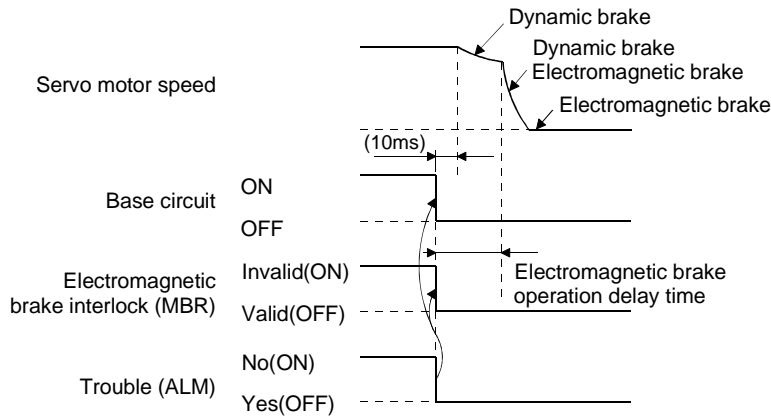 Dynamic brake
Dynamic brake
Electromagnetic brake
Servo motor speed
Electromagnetic brake
(10ms)
Base circuit
ON
OFF
Electromagnetic
brake interlock (MBR)
Invalid(ON)
Valid(OFF)
Electromagnetic brake
operation delay time
Trouble (ALM)
No(ON)
Yes(OFF)